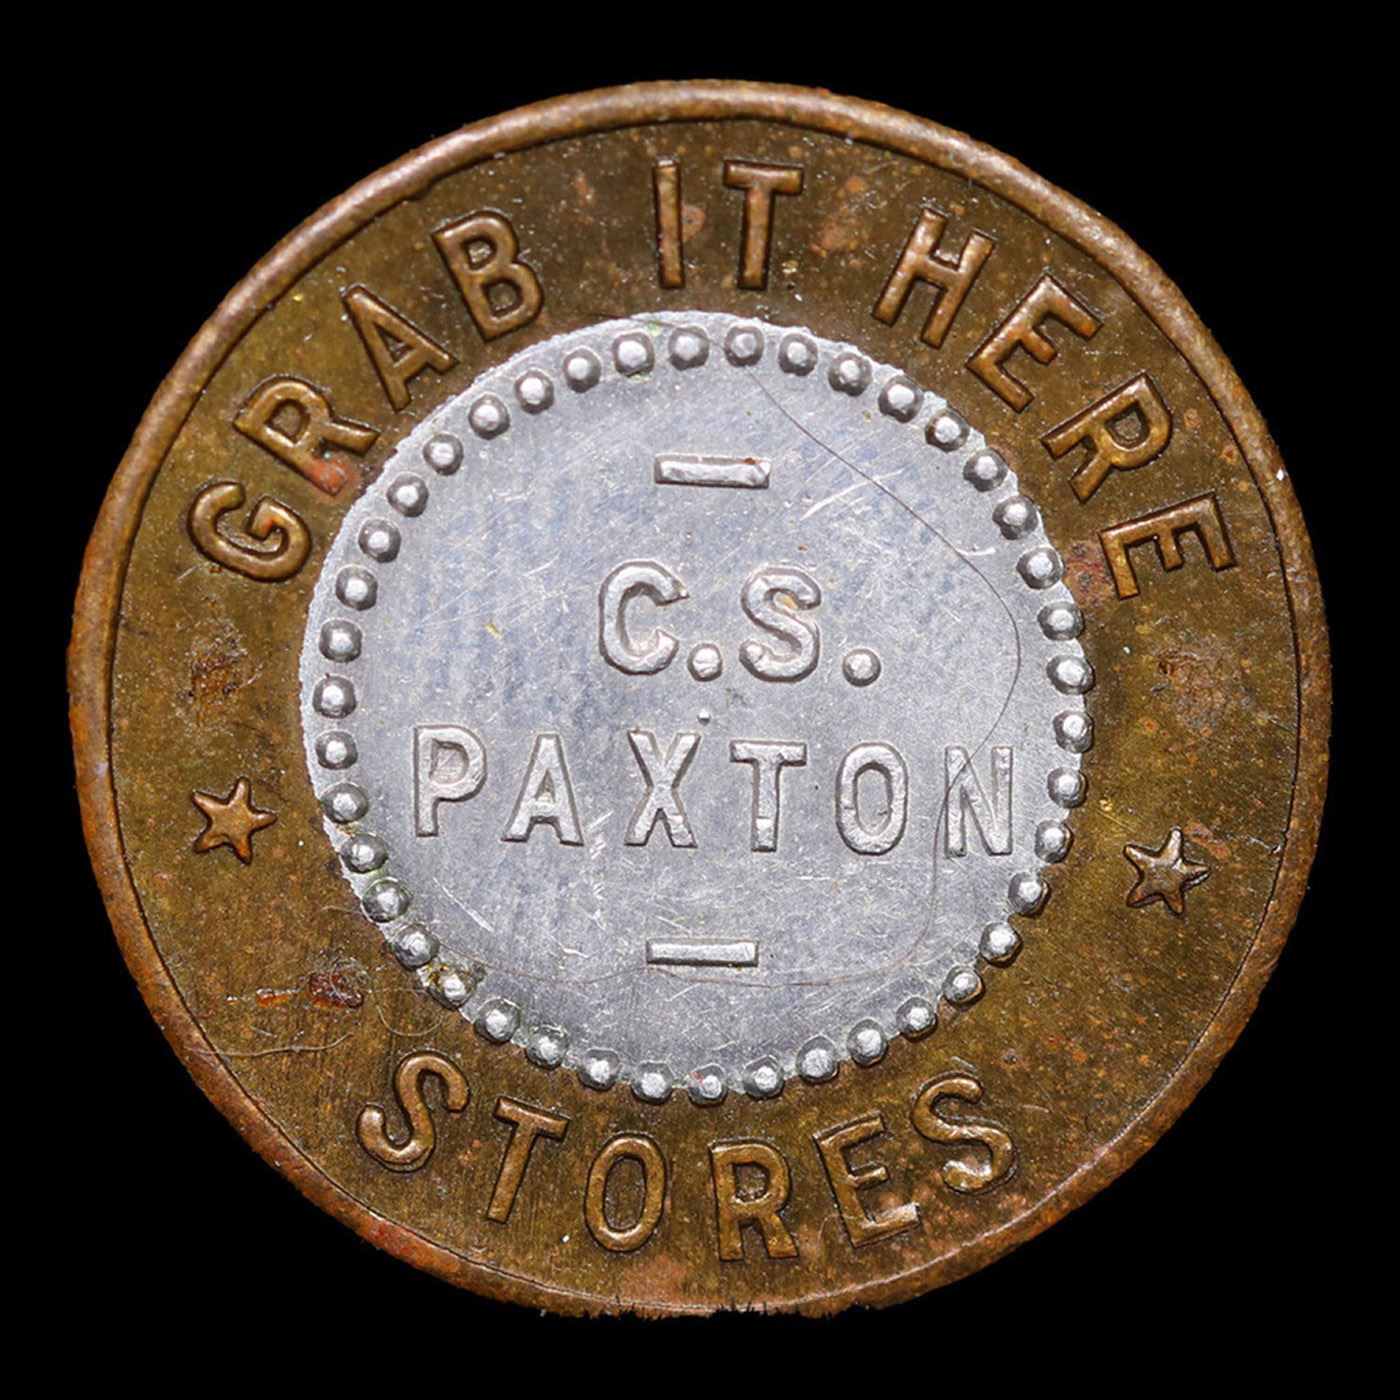 GRAB IT HERE
C.S.
PAXTON
STORES